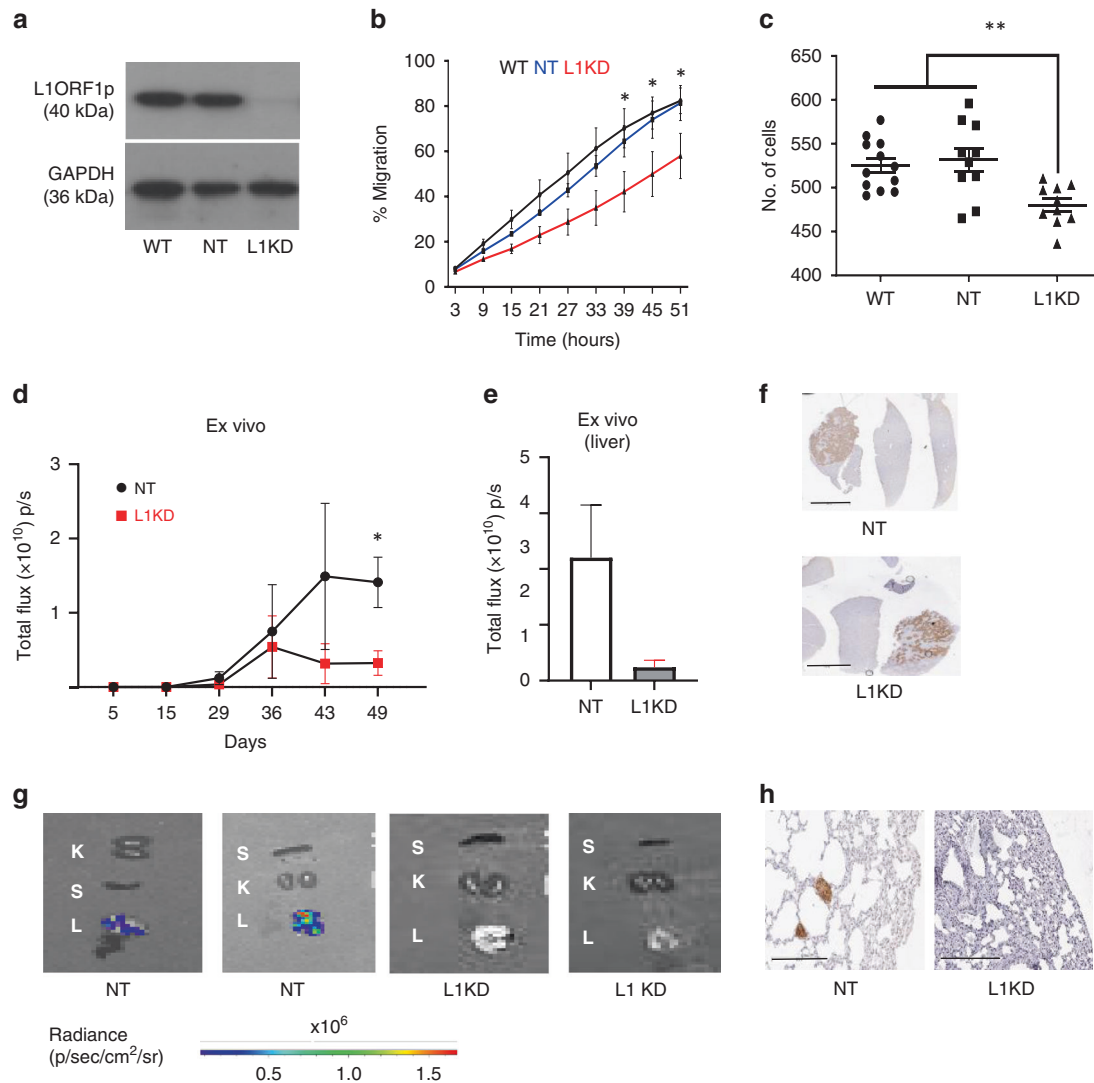 a
L1ORF1p
(40 kDa)
GAPDH
(36 kDa)
WT NT L1KD
b
WT NT L1KD
* * *
% Migration
100
80
60
40
20
0
3 9 15 21 27 33 39 45 51
Time (hours)
c
**
No. of cells
650
600
550
500
450
400
WT NT L1KD
d
Ex vivo
Total flux (×10¹⁰) p/s
3
2
1
NT
L1KD
*
5 15 29 36 43 49
Days
e
Ex vivo
(liver)
Total flux (×10¹⁰) p/s
5
4
3
2
1
0
NT L1KD
f
NT
L1KD
g
K
S
L
NT
S
K
L
NT
S
K
L
L1KD
S
K
L
L1 KD
Radiance
(p/sec/cm²/sr)
x10⁶
0.5 1.0 1.5
h
NT L1KD